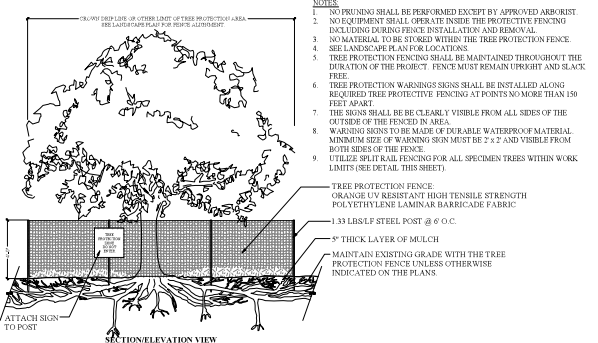 NOTES:
1. NO PRUNING SHALL BE PERFORMED EXCEPT BY APPROVED ARBORIST.
2. NO EQUIPMENT SHALL OPERATE INSIDE THE PROTECTIVE FENCING
INCLUDING DURING FENCE INSTALLATION AND REMOVAL.
3. NO MATERIAL TO BE STORED WITHIN THE TREE PROTECTION FENCE.
4. SEE LANDSCAPE PLAN FOR LOCATIONS.
5. TREE PROTECTION FENCING SHALL BE MAINTAINED THROUGHOUT THE
DURATION OF THE PROJECT. FENCE MUST REMAIN UPRIGHT AND SLACK
FREE.
6. TREE PROTECTION WARNINGS SIGNS SHALL BE INSTALLED ALONG
REQUIRED TREE PROTECTIVE FENCING AT POINTS NO MORE THAN 150
FEET APART.
7. THE SIGNS SHALL BE BE CLEARLY VISIBLE FROM ALL SIDES OF THE
OUTSIDE OF THE FENCED IN AREA.
8. WARNING SIGNS TO BE MADE OF DURABLE WATERPROOF MATERIAL.
MINIMUM SIZE OF WARNING SIGN MUST BE 2' x 2' AND VISIBLE FROM
BOTH SIDES OF THE FENCE.
9. UTILIZE SPLIT RAIL FENCING FOR ALL SPECIMEN TREES WITHIN WORK
LIMITS (SEE DETAIL THIS SHEET).
CROWN DRIP LINE OR OTHER LIMIT OF TREE PROTECTION AREA.
SEE LANDSCAPE PLAN FOR FENCE ALIGNMENT.
TREE PROTECTION FENCE:
ORANGE UV RESISTANT HIGH TENSILE STRENGTH
POLYETHYLENE LAMINAR BARRICADE FABRIC
1.33 LBS/LF STEEL POST @ 6' O.C.
5" THICK LAYER OF MULCH
MAINTAIN EXISTING GRADE WITH THE TREE
PROTECTION FENCE UNLESS OTHERWISE
INDICATED ON THE PLANS.
TREE
PROTECTION
ZONE
DO NOT
ENTER
ATTACH SIGN
TO POST
SECTION/ELEVATION VIEW